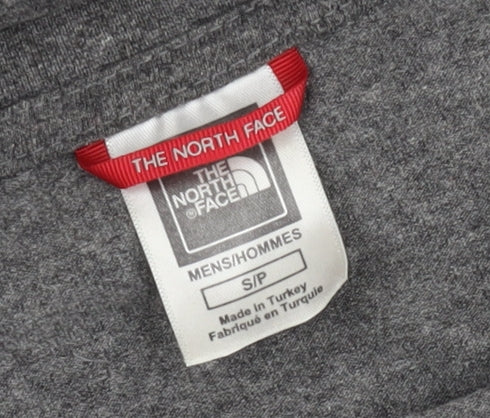 THE NORTH FACE
THE
NORTH
®FACE
MENS/HOMMES
S/P
Made in Turkey
Fabriqué en Turquie